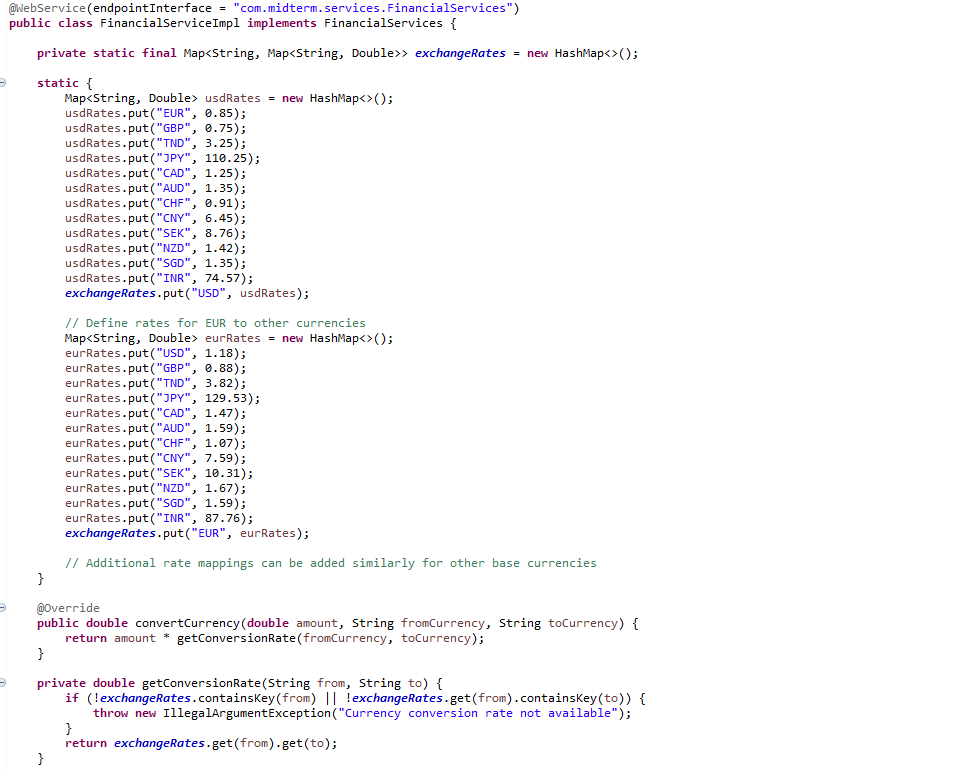 @WebService(endpointInterface = "com.midterm.services.FinancialServices")
public class FinancialServiceImpl implements FinancialServices {
private static final Map<String, Map<String, Double>> exchangeRates = new HashMap<>();
static {
Map<String, Double> usdRates = new HashMap<>();
usdRates.put("EUR", 0.85);
usdRates.put("GBP", 0.75);
usdRates.put("TND", 3.25);
usdRates.put("JPY", 110.25);
usdRates.put("CAD", 1.25);
usdRates.put("AUD", 1.35);
usdRates.put("CHF", 0.91);
usdRates.put("CNY", 6.45);
usdRates.put("SEK", 8.76);
usdRates.put("NZD", 1.42);
usdRates.put("SGD", 1.35);
usdRates.put("INR", 74.57);
exchangeRates.put("USD", usdRates);
// Define rates for EUR to other currencies
Map<String, Double> eurRates = new HashMap<>();
eurRates.put("USD", 1.18);
eurRates.put("GBP", 0.88);
eurRates.put("TND", 3.82);
eurRates.put("JPY", 129.53);
eurRates.put("CAD", 1.47);
eurRates.put("AUD", 1.59);
eurRates.put("CHF", 1.07);
eurRates.put("CNY", 7.59);
eurRates.put("SEK", 10.31);
eurRates.put("NZD", 1.67);
eurRates.put("SGD", 1.59);
eurRates.put("INR", 87.76);
exchangeRates.put("EUR", eurRates);
// Additional rate mappings can be added similarly for other base currencies
}
@Override
public double convertCurrency(double amount, String fromCurrency, String toCurrency) {
return amount * getConversionRate(fromCurrency, toCurrency);
}
private double getConversionRate(String from, String to) {
if (!exchangeRates.containsKey(from) || !exchangeRates.get(from).containsKey(to)) {
throw new IllegalArgumentException("Currency conversion rate not available");
}
return exchangeRates.get(from).get(to);
}